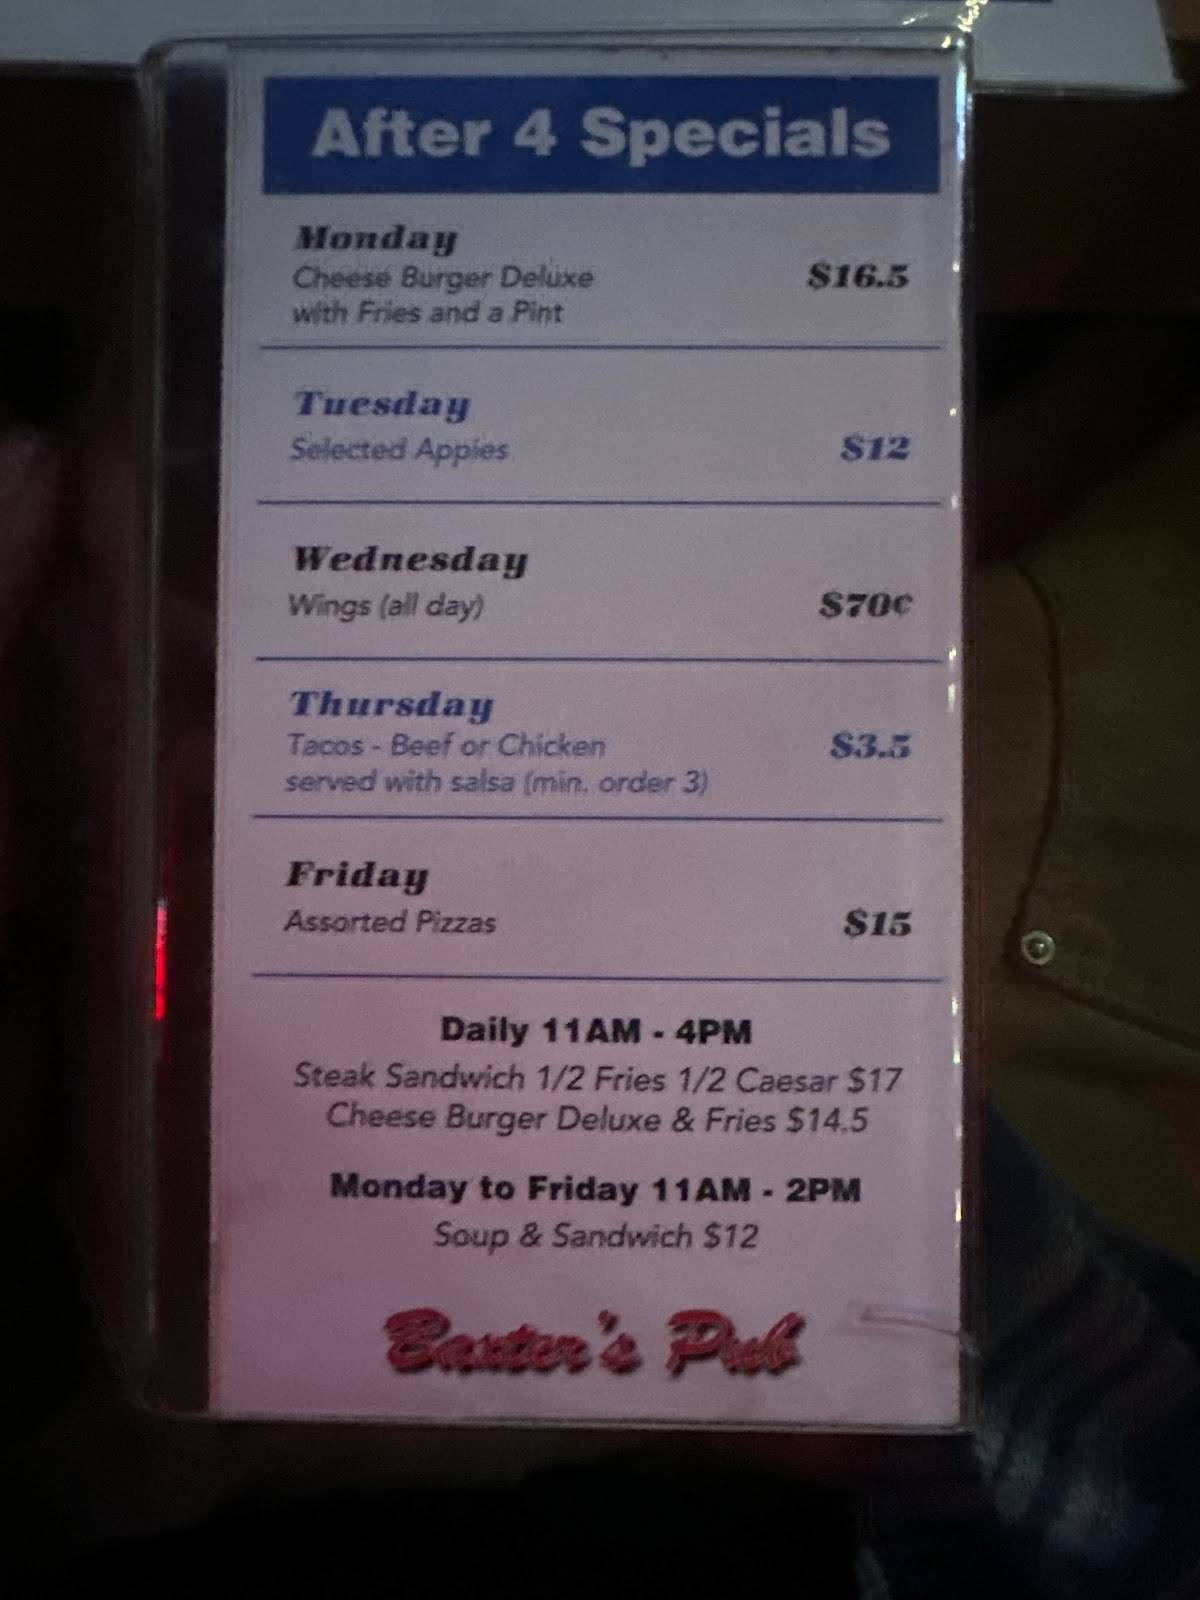 After 4 Specials
Monday
Cheese Burger Deluxe $16.5
with Fries and a Pint
Tuesday
Selected Appies $12
Wednesday
Wings (all day) $70¢
Thursday
Tacos - Beef or Chicken $3.5
served with salsa (min. order 3)
Friday
Assorted Pizzas $15
Daily 11AM - 4PM
Steak Sandwich 1/2 Fries 1/2 Caesar $17
Cheese Burger Deluxe & Fries $14.5
Monday to Friday 11AM - 2PM
Soup & Sandwich $12
Baxter's Pub